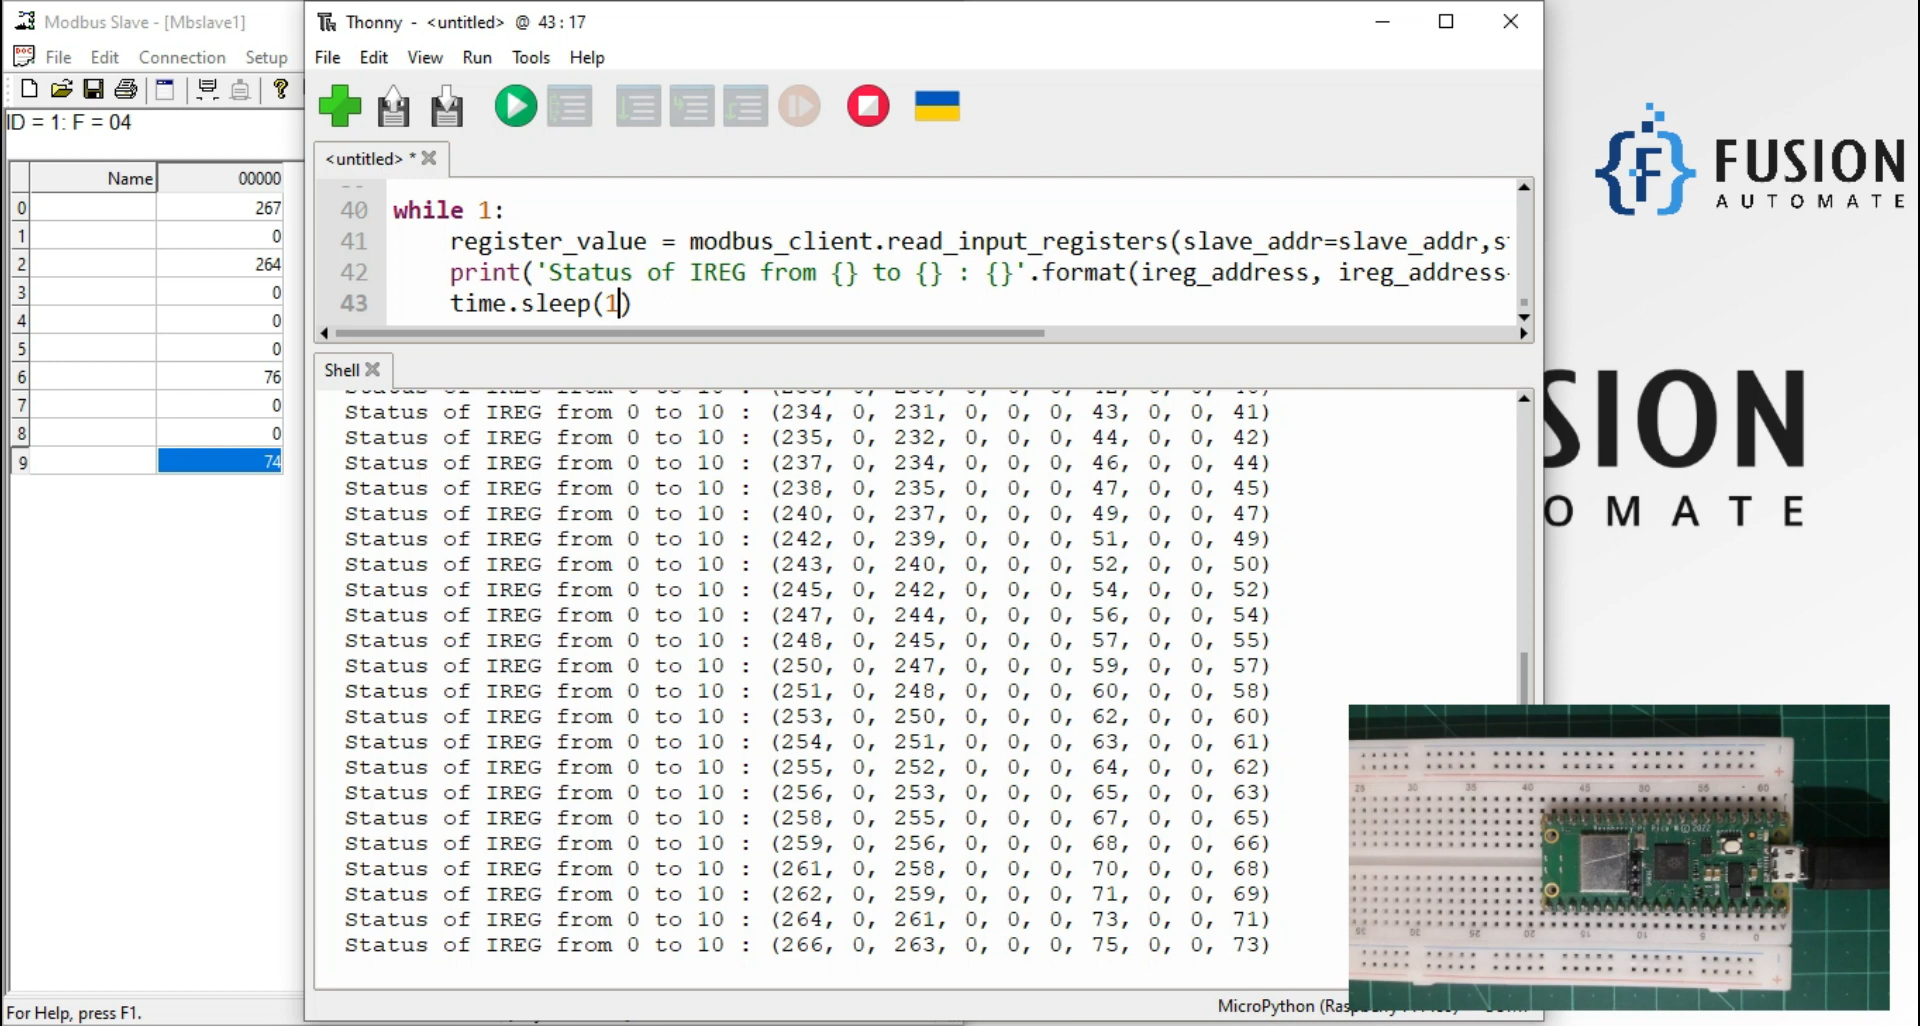 Modbus Slave - [Mbslave1]
File Edit Connection Setup
ID = 1: F = 04
Name 00000
0 267
1 0
2 264
3 0
4 0
5 0
6 76
7 0
8 0
9 74
For Help, press F1.
Thonny - <untitled> @ 43:17
File Edit View Run Tools Help
<untitled> *
40 while 1:
41 register_value = modbus_client.read_input_registers(slave_addr=slave_addr,s
42 print('Status of IREG from {} to {} : {}'.format(ireg_address, ireg_address
43 time.sleep(1)
Shell
Status of IREG from 0 to 10 : (234, 0, 231, 0, 0, 0, 43, 0, 0, 41)
Status of IREG from 0 to 10 : (235, 0, 232, 0, 0, 0, 44, 0, 0, 42)
Status of IREG from 0 to 10 : (237, 0, 234, 0, 0, 0, 46, 0, 0, 44)
Status of IREG from 0 to 10 : (238, 0, 235, 0, 0, 0, 47, 0, 0, 45)
Status of IREG from 0 to 10 : (240, 0, 237, 0, 0, 0, 49, 0, 0, 47)
Status of IREG from 0 to 10 : (242, 0, 239, 0, 0, 0, 51, 0, 0, 49)
Status of IREG from 0 to 10 : (243, 0, 240, 0, 0, 0, 52, 0, 0, 50)
Status of IREG from 0 to 10 : (245, 0, 242, 0, 0, 0, 54, 0, 0, 52)
Status of IREG from 0 to 10 : (247, 0, 244, 0, 0, 0, 56, 0, 0, 54)
Status of IREG from 0 to 10 : (248, 0, 245, 0, 0, 0, 57, 0, 0, 55)
Status of IREG from 0 to 10 : (250, 0, 247, 0, 0, 0, 59, 0, 0, 57)
Status of IREG from 0 to 10 : (251, 0, 248, 0, 0, 0, 60, 0, 0, 58)
Status of IREG from 0 to 10 : (253, 0, 250, 0, 0, 0, 62, 0, 0, 60)
Status of IREG from 0 to 10 : (254, 0, 251, 0, 0, 0, 63, 0, 0, 61)
Status of IREG from 0 to 10 : (255, 0, 252, 0, 0, 0, 64, 0, 0, 62)
Status of IREG from 0 to 10 : (256, 0, 253, 0, 0, 0, 65, 0, 0, 63)
Status of IREG from 0 to 10 : (258, 0, 255, 0, 0, 0, 67, 0, 0, 65)
Status of IREG from 0 to 10 : (259, 0, 256, 0, 0, 0, 68, 0, 0, 66)
Status of IREG from 0 to 10 : (261, 0, 258, 0, 0, 0, 70, 0, 0, 68)
Status of IREG from 0 to 10 : (262, 0, 259, 0, 0, 0, 71, 0, 0, 69)
Status of IREG from 0 to 10 : (264, 0, 261, 0, 0, 0, 73, 0, 0, 71)
Status of IREG from 0 to 10 : (266, 0, 263, 0, 0, 0, 75, 0, 0, 73)
MicroPython
FUSION
AUTOMATE
SION
OMATE